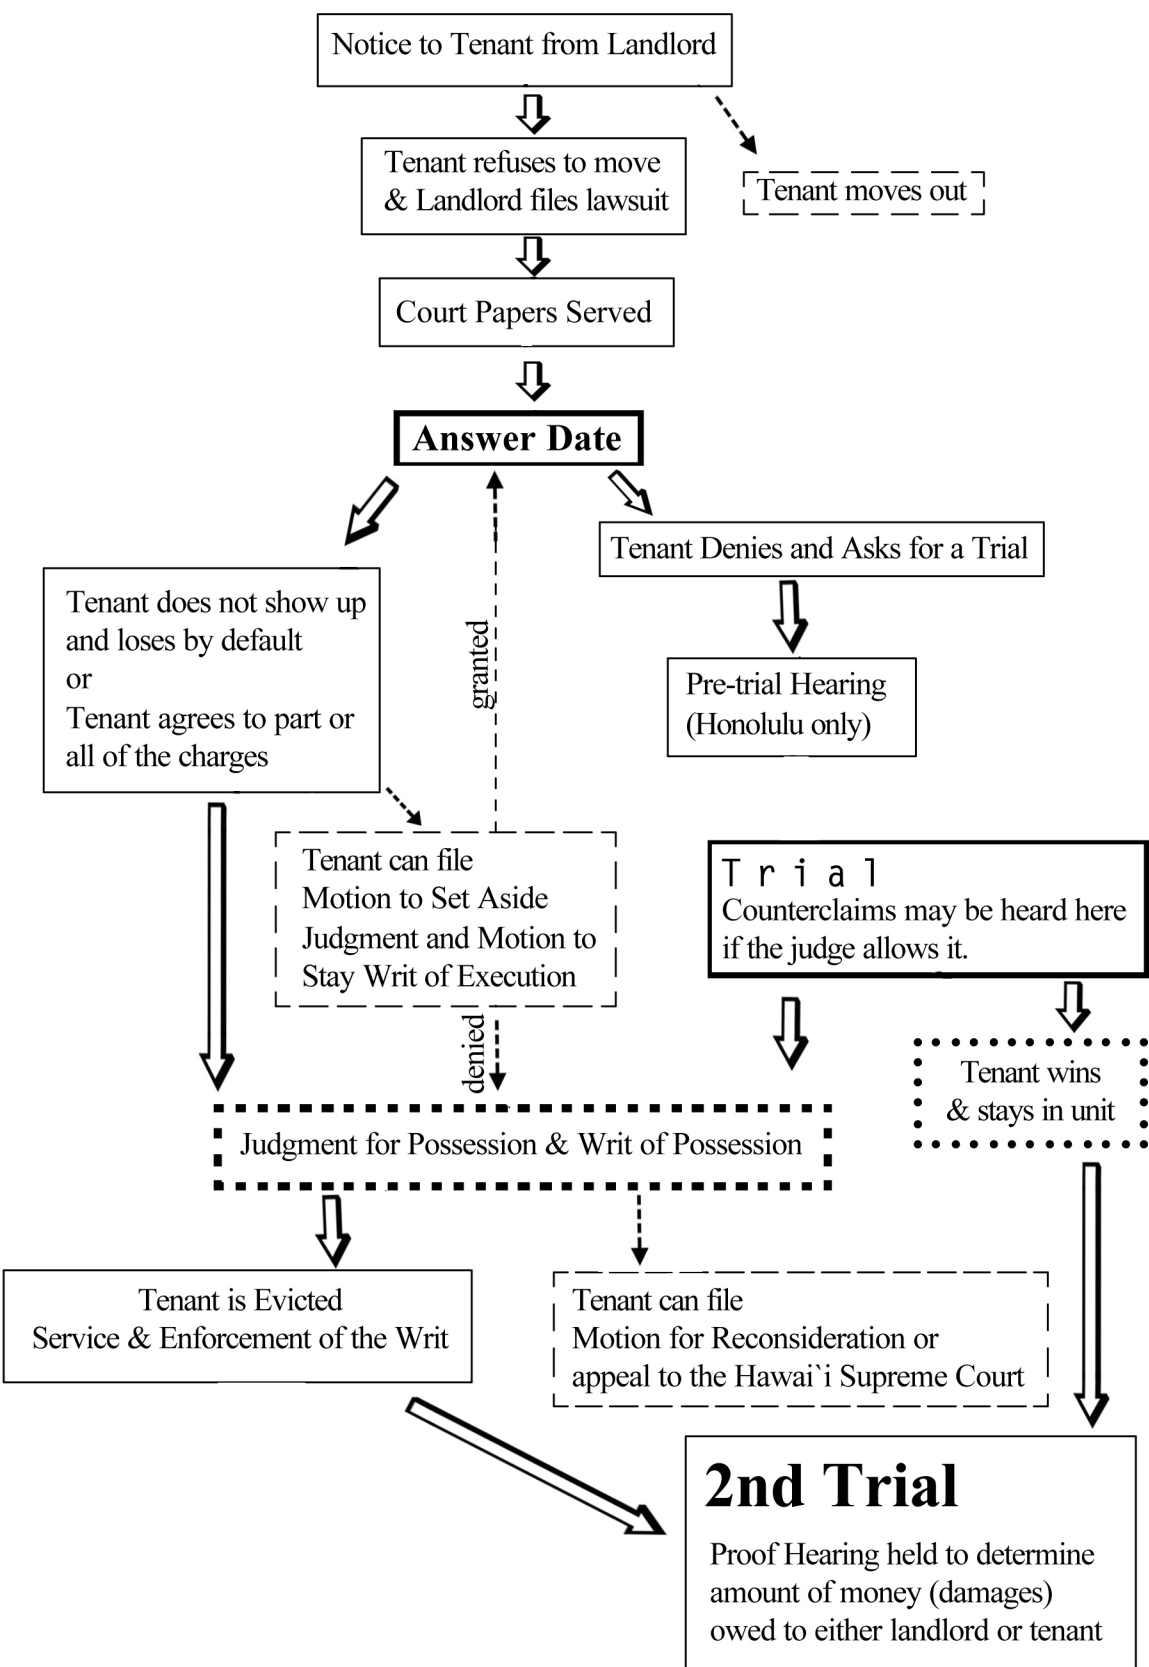 Notice to Tenant from Landlord
Tenant refuses to move
& Landlord files lawsuit
Tenant moves out
Court Papers Served
Answer Date
Tenant Denies and Asks for a Trial
Tenant does not show up
and loses by default
or
Tenant agrees to part or
all of the charges
granted
Pre-trial Hearing
(Honolulu only)
Tenant can file
Motion to Set Aside
Judgment and Motion to
Stay Writ of Execution
Trial
Counterclaims may be heard here
if the judge allows it.
denied
Tenant wins
& stays in unit
Judgment for Possession & Writ of Possession
Tenant is Evicted
Service & Enforcement of the Writ
Tenant can file
Motion for Reconsideration or
appeal to the Hawai`i Supreme Court
2nd Trial
Proof Hearing held to determine
amount of money (damages)
owed to either landlord or tenant